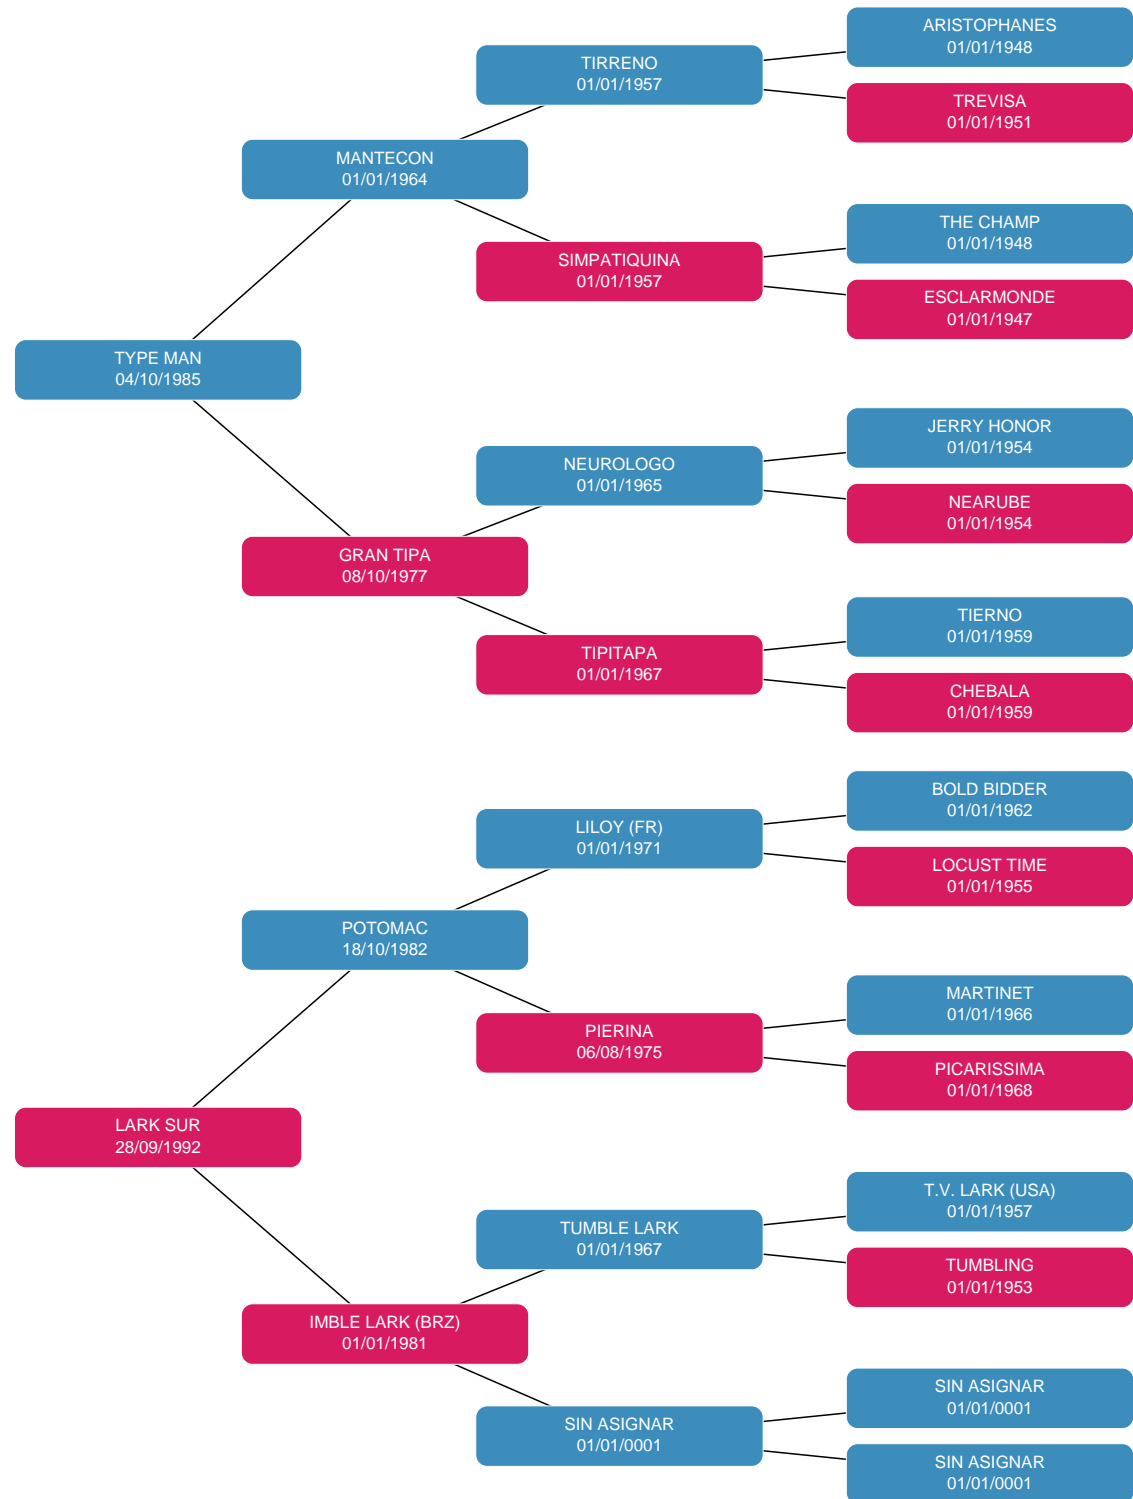 ARISTOPHANES
01/01/1948
TIRRENO
01/01/1957
TREVISA
01/01/1951
MANTECON
01/01/1964
THE CHAMP
01/01/1948
SIMPATIQUINA
01/01/1957
ESCLARMONDE
01/01/1947
TYPE MAN
04/10/1985
JERRY HONOR
01/01/1954
NEUROLOGO
01/01/1965
NEARUBE
01/01/1954
GRAN TIPA
08/10/1977
TIERNO
01/01/1959
TIPITAPA
01/01/1967
CHEBALA
01/01/1959
BOLD BIDDER
01/01/1962
LILOY (FR)
01/01/1971
LOCUST TIME
01/01/1955
POTOMAC
18/10/1982
MARTINET
01/01/1966
PIERINA
06/08/1975
PICARISSIMA
01/01/1968
LARK SUR
28/09/1992
T.V. LARK (USA)
01/01/1957
TUMBLE LARK
01/01/1967
TUMBLING
01/01/1953
IMBLE LARK (BRZ)
01/01/1981
SIN ASIGNAR
01/01/0001
SIN ASIGNAR
01/01/0001
SIN ASIGNAR
01/01/0001